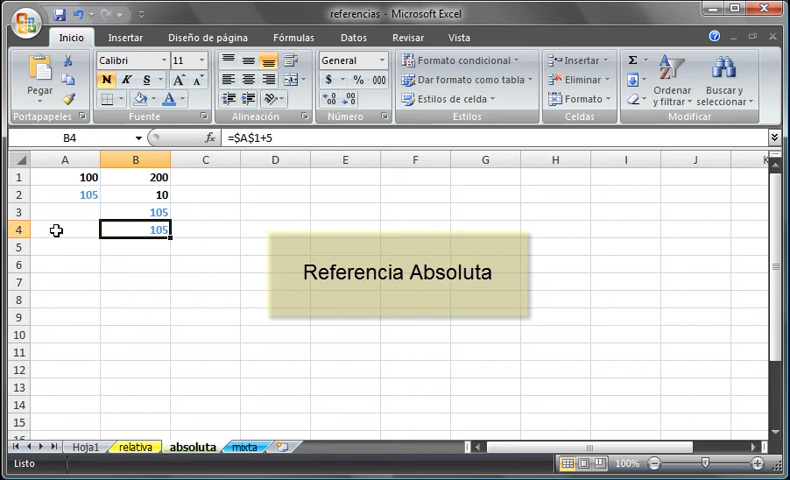 referencias - Microsoft Excel
Inicio Insertar Diseño de página Fórmulas Datos Revisar Vista
Calibri 11 General Formato condicional Insertar Σ
Pegar N K S A A $ % 000 Dar formato como tabla Eliminar Ordenar y filtrar Buscar y seleccionar
Estilos de celda Formato
Portapapeles Fuente Alineación Número Estilos Celdas Modificar
B4 fx =$A$1+5
A B C D E F G H I J K
1 100 200
2 105 10
3 105
4 105
5
6
7
8
9
10
11
12
13
14
15
16
Referencia Absoluta
Hoja1 relativa absoluta mixta
Listo 100%